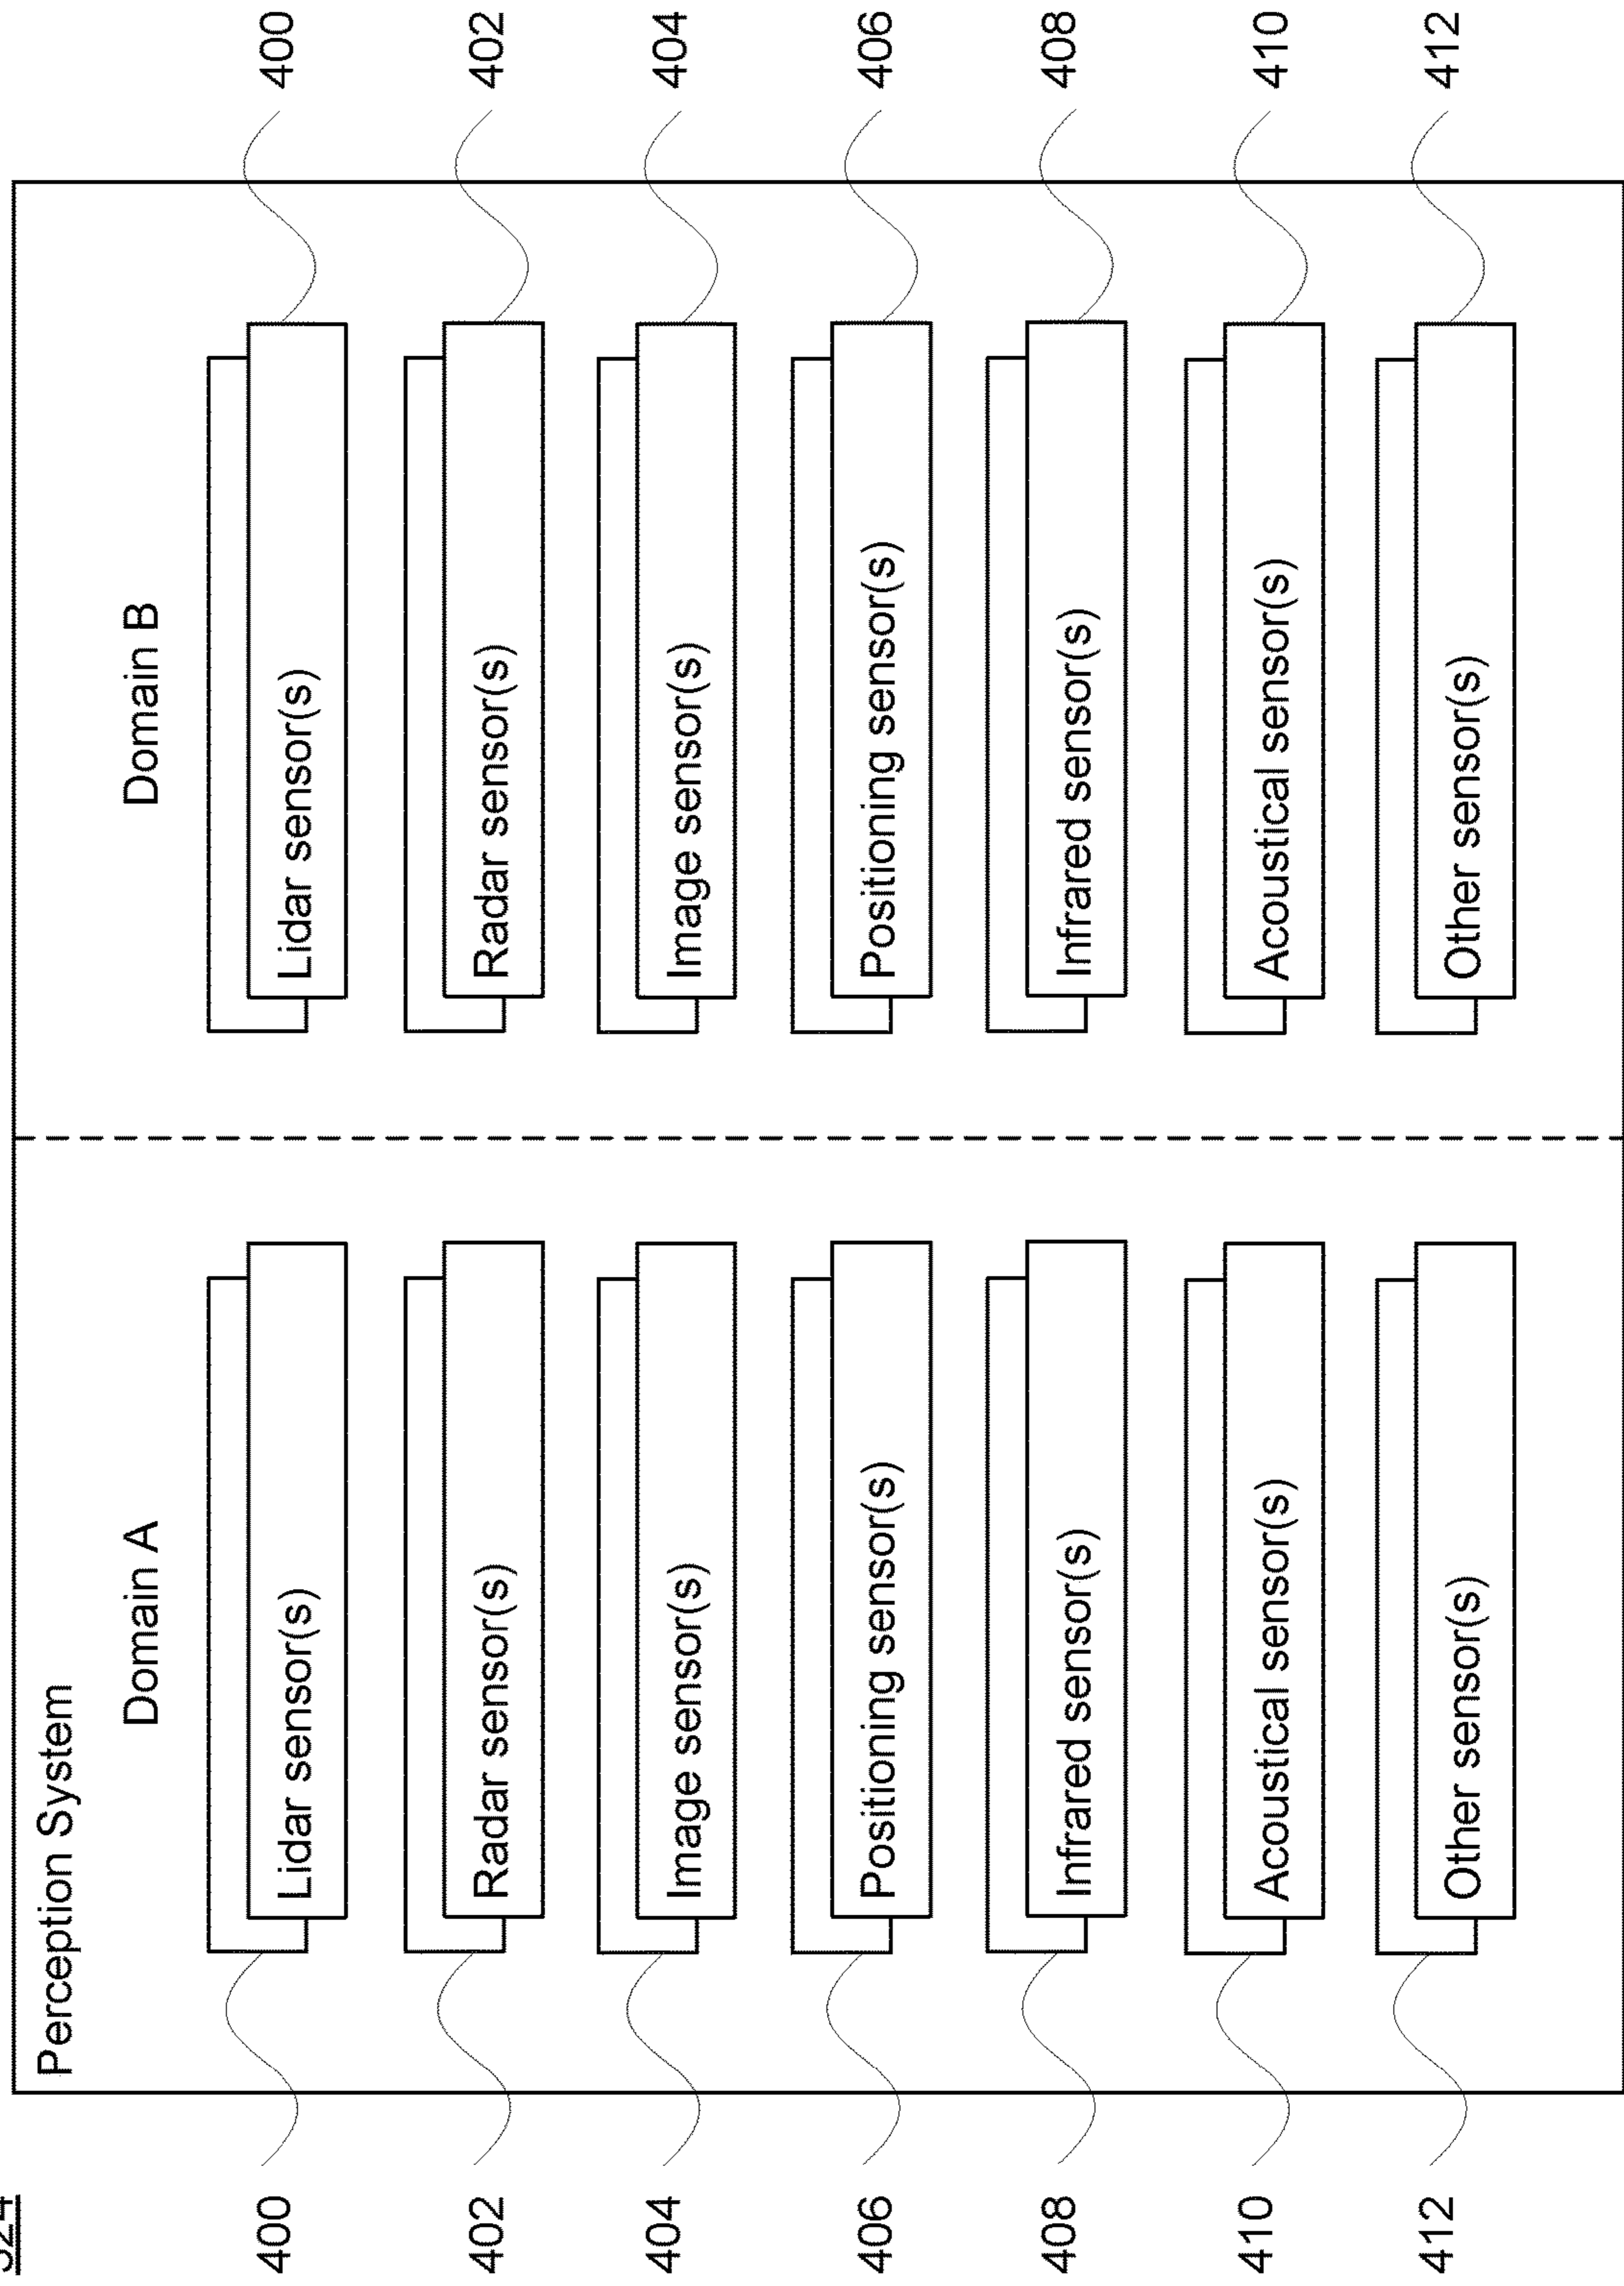 Perception System
Domain A Domain B
400 Lidar sensor(s) Lidar sensor(s) 400
402 Radar sensor(s) Radar sensor(s) 402
404 Image sensor(s) Image sensor(s) 404
406 Positioning sensor(s) Positioning sensor(s) 406
408 Infrared sensor(s) Infrared sensor(s) 408
410 Acoustical sensor(s) Acoustical sensor(s) 410
412 Other sensor(s) Other sensor(s) 412